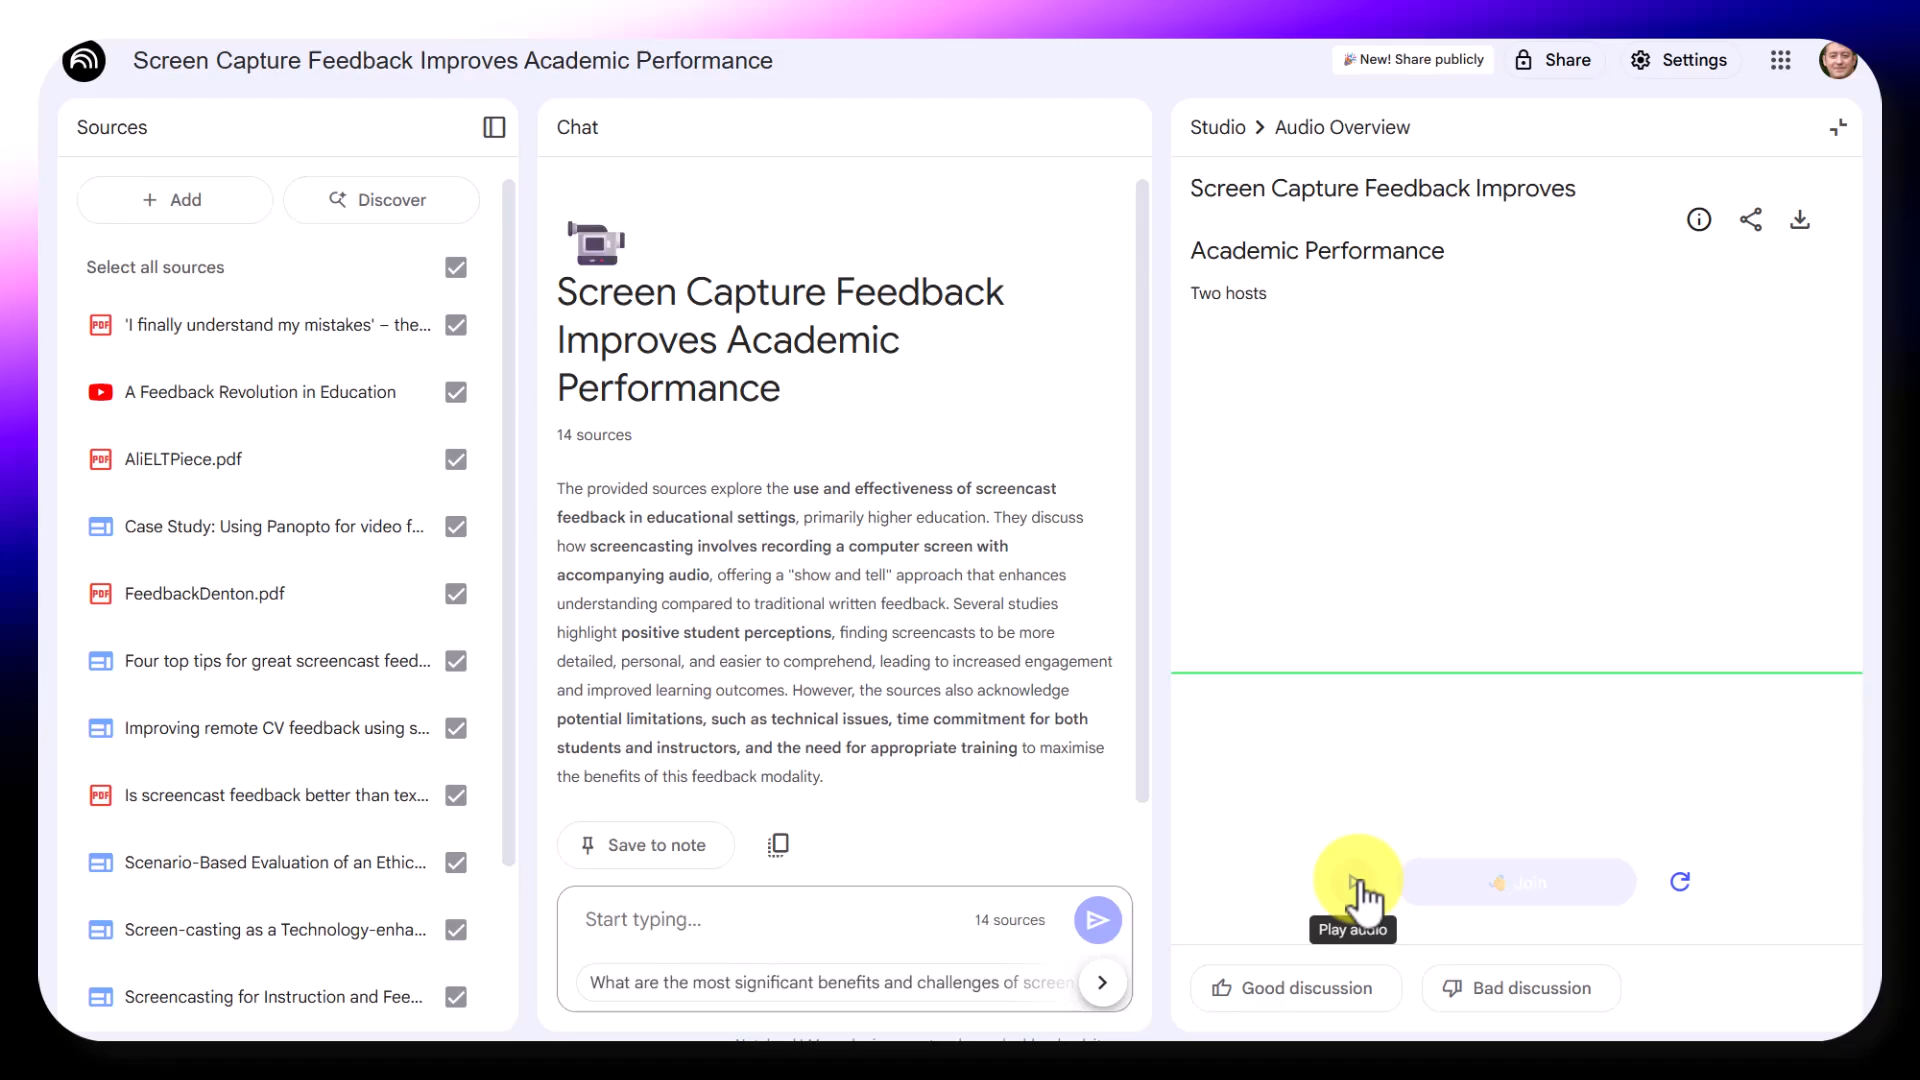 Screen Capture Feedback Improves Academic Performance
New! Share publicly
Share
Settings
Sources
Add
Discover
Select all sources
PDF 'I finally understand my mistakes' – the...
A Feedback Revolution in Education
PDF AliELTPiece.pdf
Case Study: Using Panopto for video f...
PDF FeedbackDenton.pdf
Four top tips for great screencast feed...
Improving remote CV feedback using s...
PDF Is screencast feedback better than tex...
Scenario-Based Evaluation of an Ethic...
Screen-casting as a Technology-enha...
Screencasting for Instruction and Fee...
Chat
Screen Capture Feedback
Improves Academic
Performance
14 sources
The provided sources explore the use and effectiveness of screencast
feedback in educational settings, primarily higher education. They discuss
how screencasting involves recording a computer screen with
accompanying audio, offering a "show and tell" approach that enhances
understanding compared to traditional written feedback. Several studies
highlight positive student perceptions, finding screencasts to be more
detailed, personal, and easier to comprehend, leading to increased engagement
and improved learning outcomes. However, the sources also acknowledge
potential limitations, such as technical issues, time commitment for both
students and instructors, and the need for appropriate training to maximise
the benefits of this feedback modality.
Save to note
Start typing...
14 sources
What are the most significant benefits and challenges of screen
Studio > Audio Overview
Screen Capture Feedback Improves
Academic Performance
Two hosts
Join
Play audio
Good discussion
Bad discussion